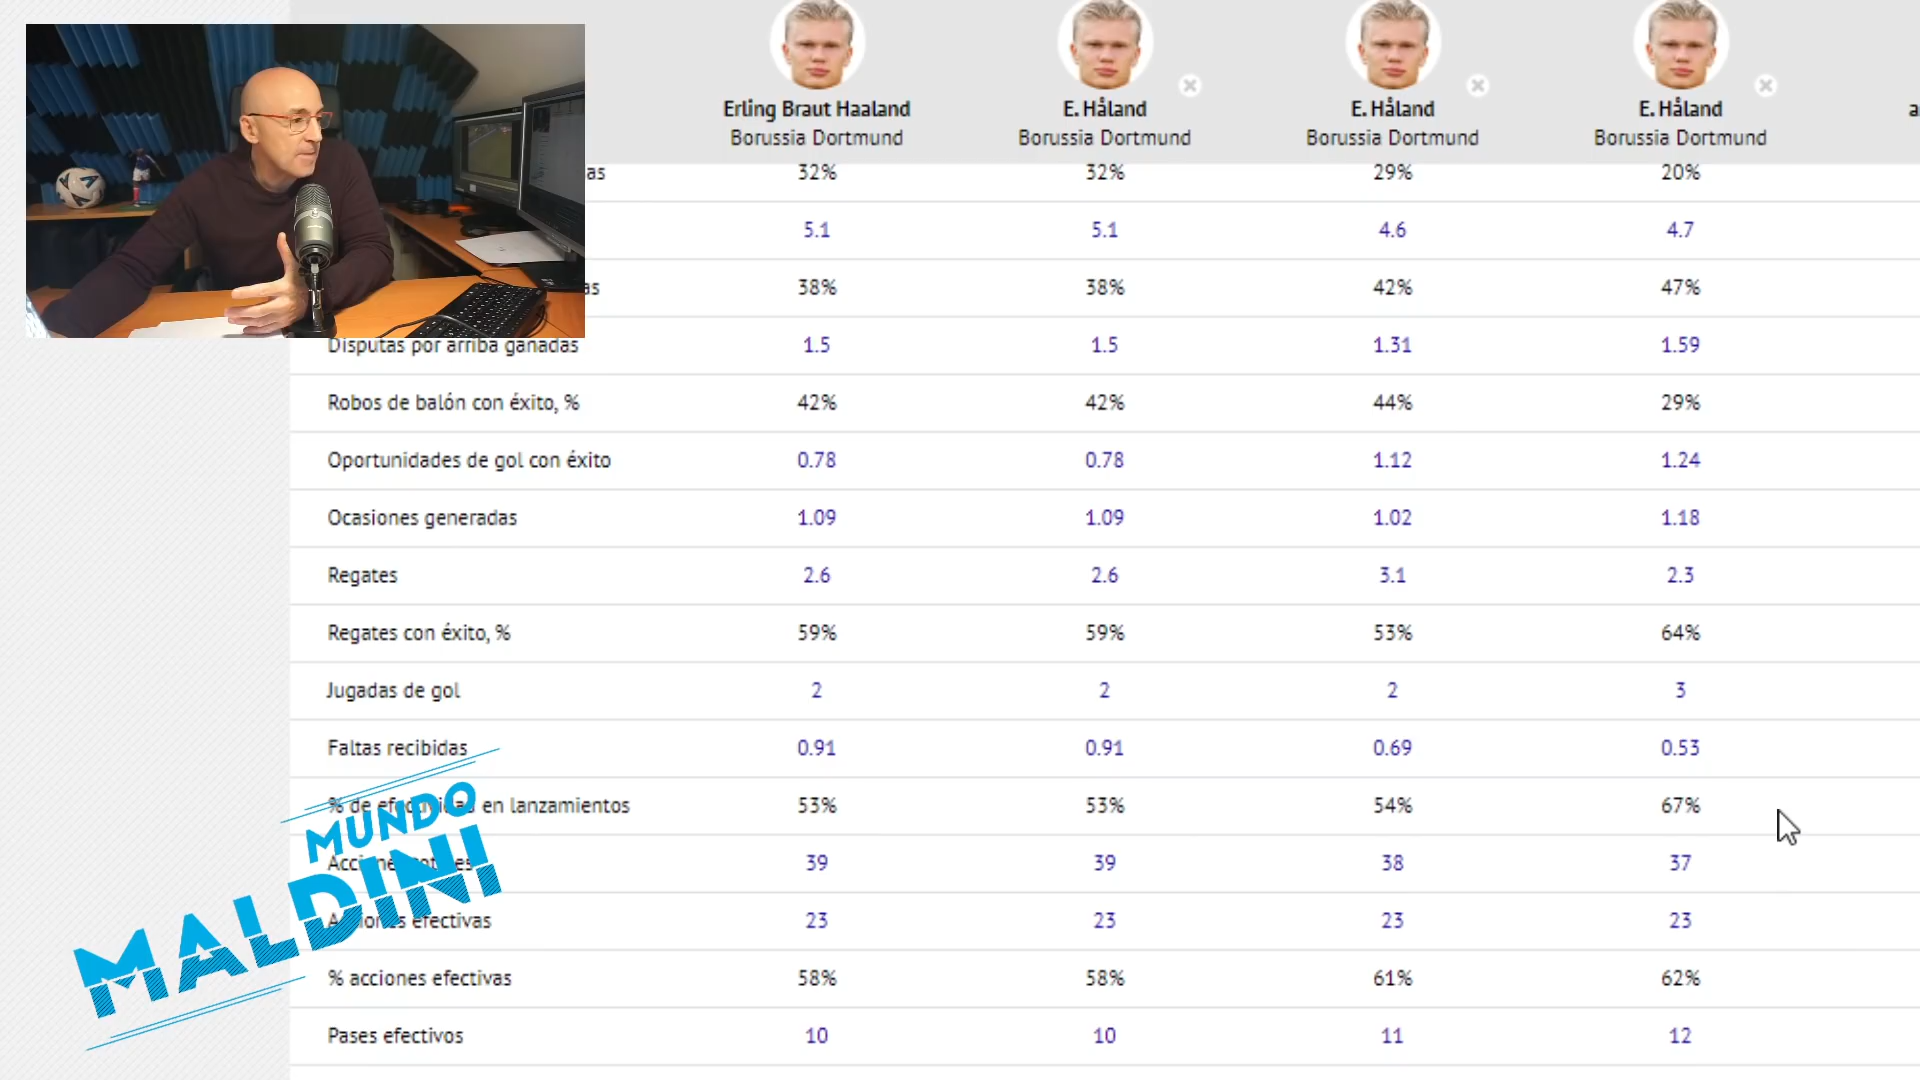 Erling Braut Haaland E. Håland E. Håland E. Håland
Borussia Dortmund Borussia Dortmund Borussia Dortmund Borussia Dortmund a
as 32% 32% 29% 20%
5.1 5.1 4.6 4.7
as 38% 38% 42% 47%
Disputas por arriba ganadas 1.5 1.5 1.31 1.59
Robos de balón con éxito, % 42% 42% 44% 29%
Oportunidades de gol con éxito 0.78 0.78 1.12 1.24
Ocasiones generadas 1.09 1.09 1.02 1.18
Regates 2.6 2.6 3.1 2.3
Regates con éxito, % 59% 59% 53% 64%
Jugadas de gol 2 2 2 3
Faltas recibidas 0.91 0.91 0.69 0.53
% de efectividad en lanzamientos 53% 53% 54% 67%
39 39 38 37
Acciones efectivas 23 23 23 23
% acciones efectivas 58% 58% 61% 62%
Pases efectivos 10 10 11 12
MUNDO
MALDINI